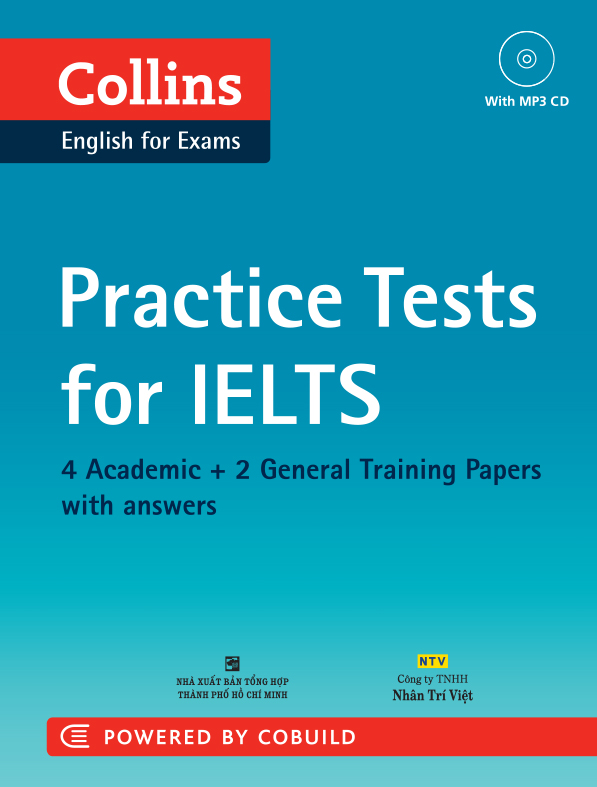 Collins
With MP3 CD
English for Exams
Practice Tests
for IELTS
4 Academic + 2 General Training Papers
with answers
NHÀ XUẤT BẢN TỔNG HỢP
THÀNH PHỐ HỒ CHÍ MINH
NTV
Công ty TNHH
Nhân Trí Việt
POWERED BY COBUILD